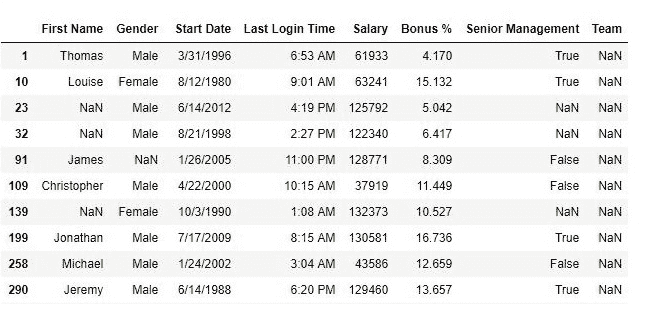 First Name Gender Start Date Last Login Time Salary Bonus % Senior Management Team
1 Thomas Male 3/31/1996 6:53 AM 61933 4.170 True NaN
10 Louise Female 8/12/1980 9:01 AM 63241 15.132 True NaN
23 NaN Male 6/14/2012 4:19 PM 125792 5.042 NaN NaN
32 NaN Male 8/21/1998 2:27 PM 122340 6.417 NaN NaN
91 James NaN 1/26/2005 11:00 PM 128771 8.309 False NaN
109 Christopher Male 4/22/2000 10:15 AM 37919 11.449 False NaN
139 NaN Female 10/3/1990 1:08 AM 132373 10.527 NaN NaN
199 Jonathan Male 7/17/2009 8:15 AM 130581 16.736 True NaN
258 Michael Male 1/24/2002 3:04 AM 43586 12.659 False NaN
290 Jeremy Male 6/14/1988 6:20 PM 129460 13.657 True NaN